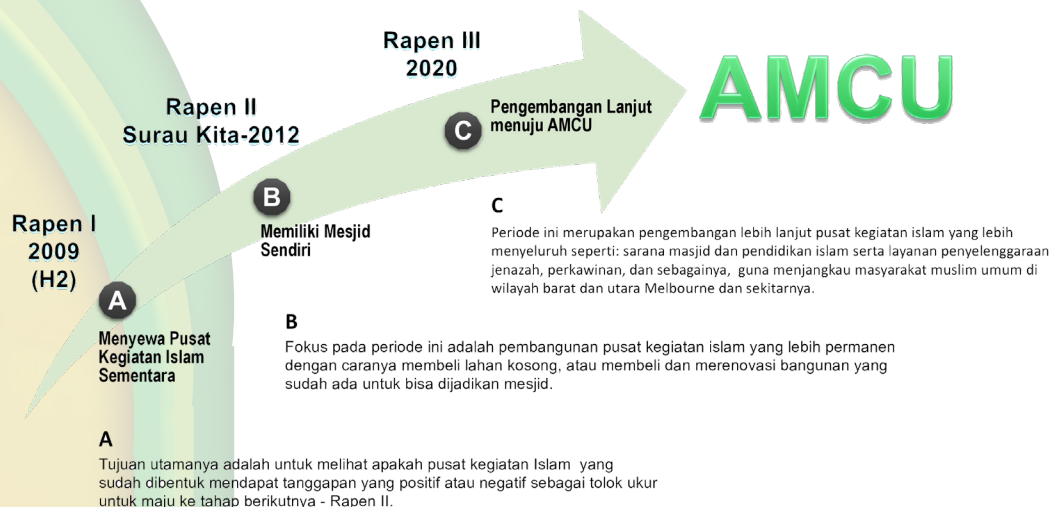 Rapen III
2020
AMCU
Rapen II
Surau Kita-2012
C
Pengembangan Lanjut
menuju AMCU
B
Memiliki Mesjid
Sendiri
Rapen I
2009
(H2)
A
Menyewa Pusat
Kegiatan Islam
Sementara
C
Periode ini merupakan pengembangan lebih lanjut pusat kegiatan islam yang lebih
menyeluruh seperti: sarana masjid dan pendidikan islam serta layanan penyelenggaraan
jenazah, perkawinan, dan sebagainya, guna menjangkau masyarakat muslim umum di
wilayah barat dan utara Melbourne dan sekitarnya.
B
Fokus pada periode ini adalah pembangunan pusat kegiatan islam yang lebih permanen
dengan caranya membeli lahan kosong, atau membeli dan merenovasi bangunan yang
sudah ada untuk bisa dijadikan mesjid.
A
Tujuan utamanya adalah untuk melihat apakah pusat kegiatan Islam yang
sudah dibentuk mendapat tanggapan yang positif atau negatif sebagai tolok ukur
untuk maju ke tahap berikutnya - Rapen II.